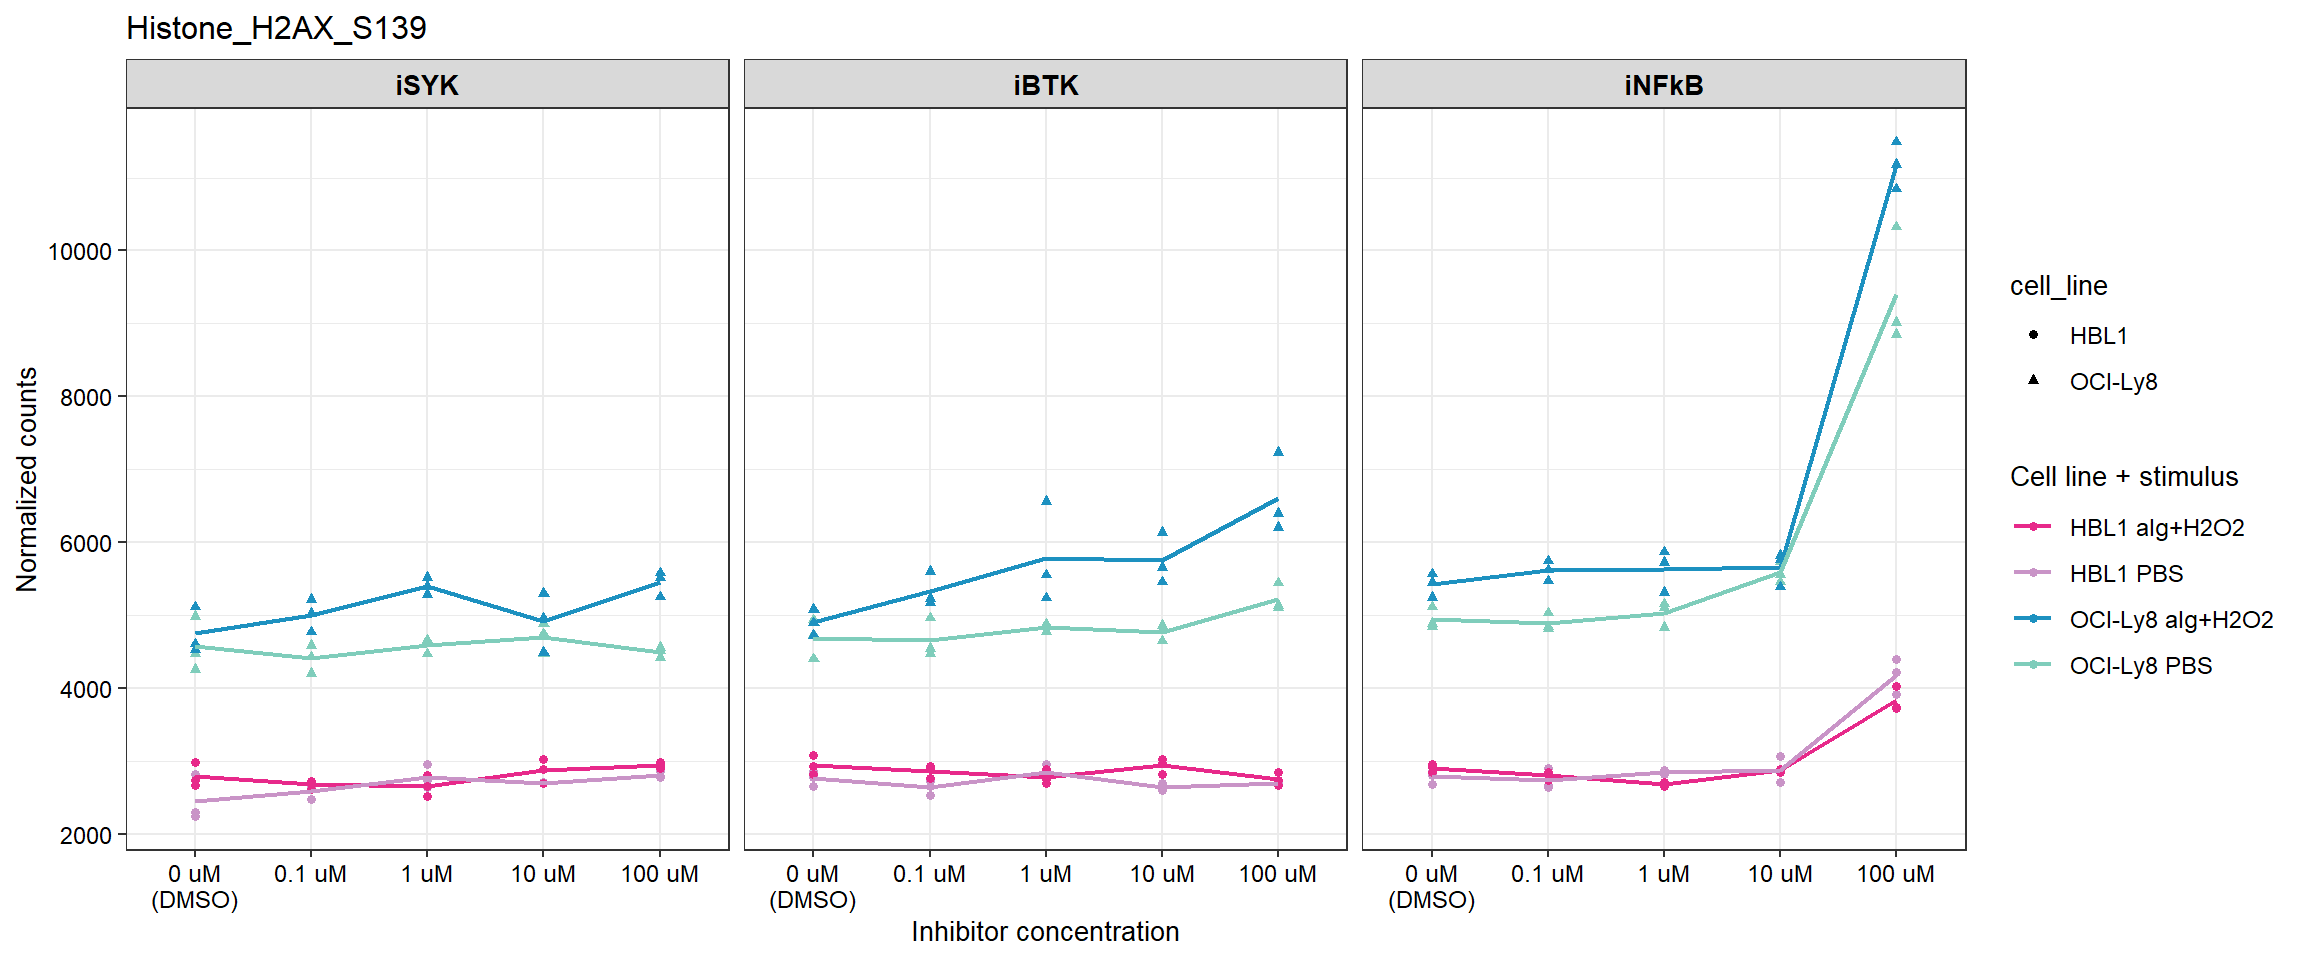 Histone_H2AX_S139
iSYK
iBTK
iNFkB
Normalized counts
10000
8000
6000
4000
2000
0 uM
(DMSO)
0.1 uM
1 uM
10 uM
100 uM
0 uM
(DMSO)
0.1 uM
1 uM
10 uM
100 uM
0 uM
(DMSO)
0.1 uM
1 uM
10 uM
100 uM
Inhibitor concentration
cell_line
HBL1
OCI-Ly8
Cell line + stimulus
HBL1 aIg+H2O2
HBL1 PBS
OCI-Ly8 aIg+H2O2
OCI-Ly8 PBS